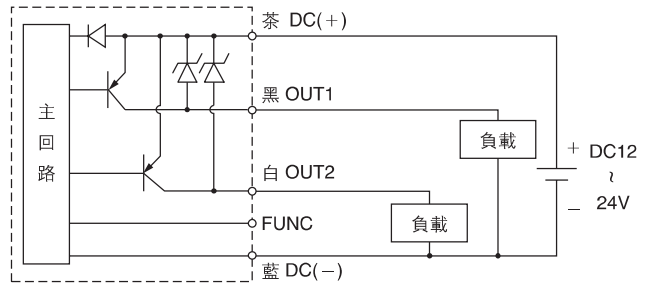 茶 DC(+)
主回路
黒 OUT1
負載
+
DC12
~
24V
−
白 OUT2
負載
FUNC
藍 DC(−)